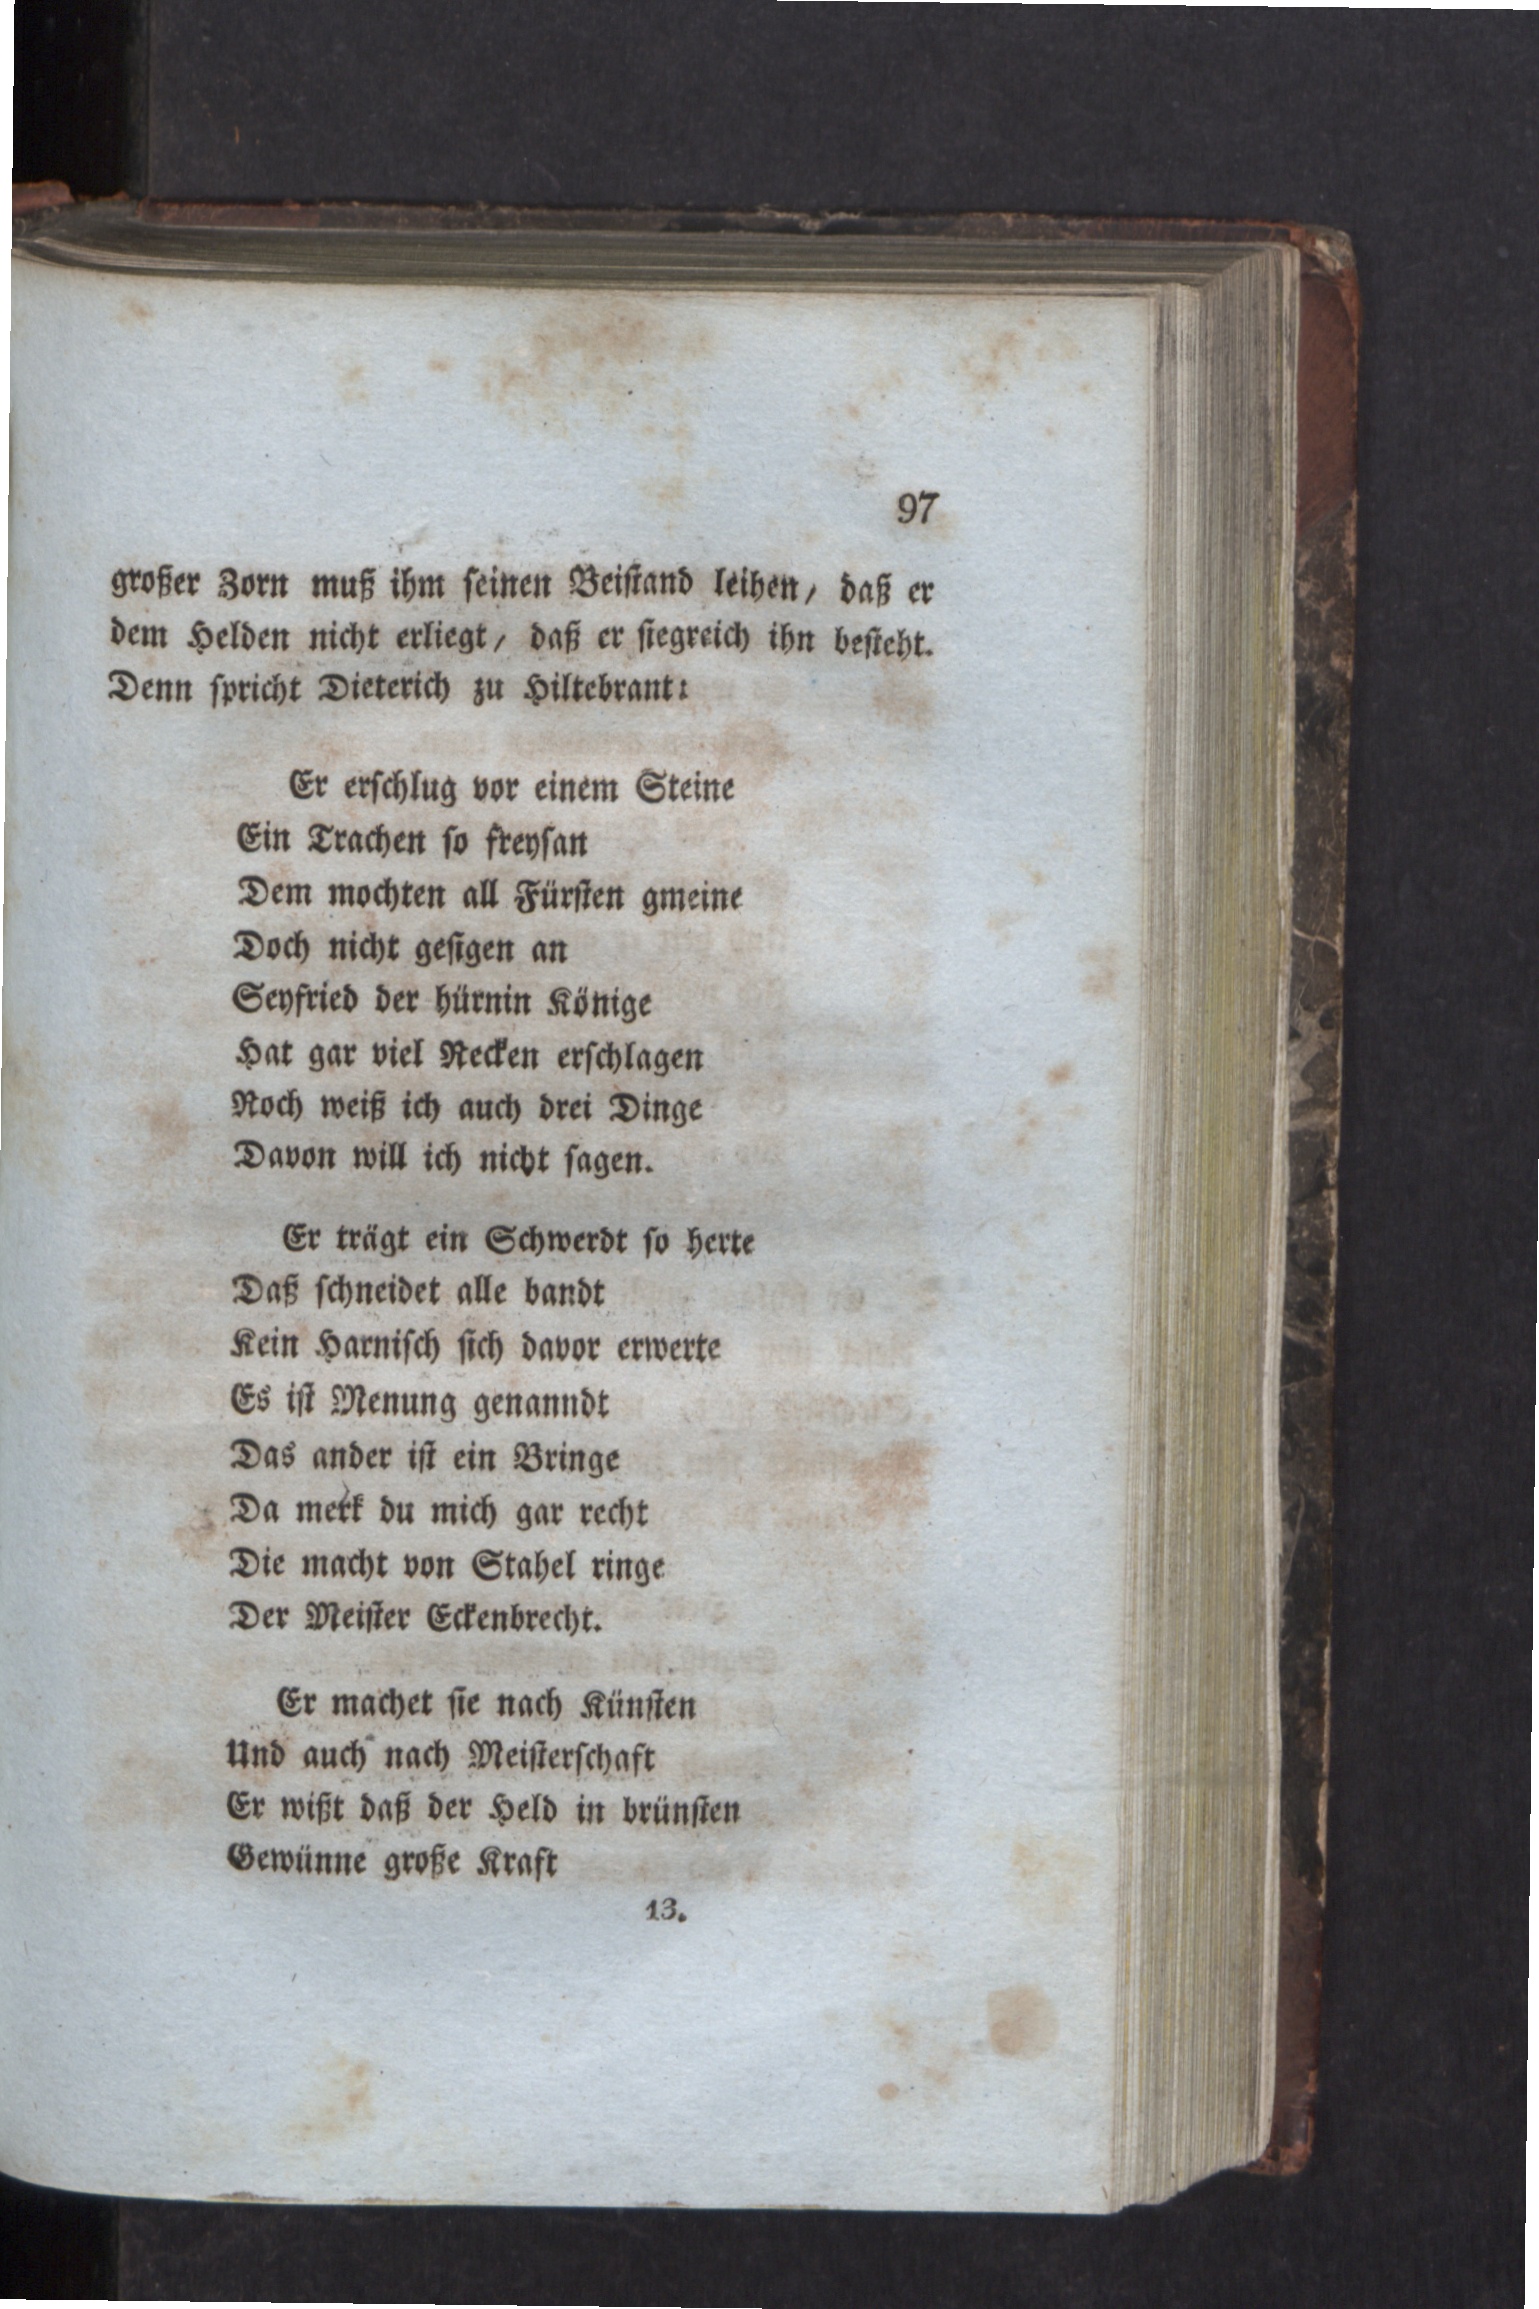 97
großer Zorn muß ihm seinen Beistand leihen, daß er
dem Helden nicht erliegt, daß er siegreich ihn besteht.
Denn spricht Dieterich zu Hiltebrant:
Er erschlug vor einem Steine
Ein Trachen so freysan
Dem mochten all Fürsten gmeine
Doch nicht gesigen an
Seyfried der hürnin Könige
Hat gar viel Recken erschlagen
Noch weiß ich auch drei Dinge
Davon will ich nicht sagen.
Er trägt ein Schwerdt so herte
Daß schneidet alle bandt
Kein Harnisch sich davor erwerte
Es ist Menung genanndt
Das ander ist ein Bringe
Da merk du mich gar recht
Die macht von Stahel ringe
Der Meister Eckenbrecht.
Er machet sie nach Künsten
Und auch nach Meisterschaft
Er wißt daß der Held in brünsten
Gewünne große Kraft
13.